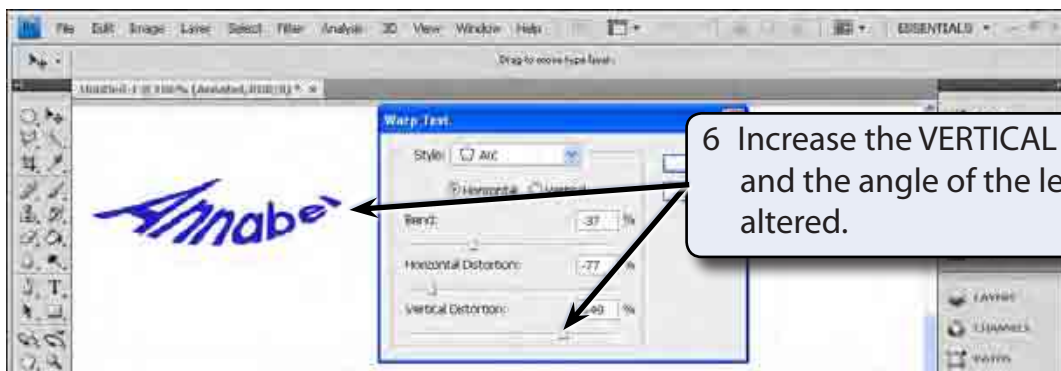 File Edit Image Layer Select Filter Analysis 3D View Window Help ESSENTIALS
Drag to move type layer.
Warp Text
Style: Arc
Horizontal
Bend: -37 %
Horizontal Distortion: -77 %
Vertical Distortion: %
Annabel
6 Increase the VERTICAL
and the angle of the le
altered.
LAYERS
CHANNELS
PATHS